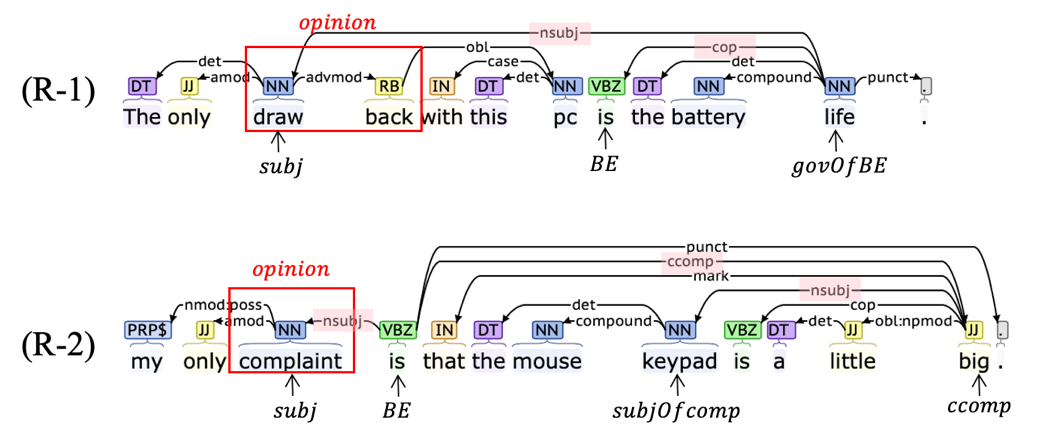 opinion
nsubj
obl cop
det case det
amod advmod det compound punct
(R-1) DT JJ NN RB IN DT NN VBZ DT NN NN .
The only draw back with this pc is the battery life .
subj BE govOfBE
punct
opinion ccomp
mark
nsubj
nmod:poss det cop
amod nsubj compound det obl:npmod
(R-2) PRP$ JJ NN VBZ IN DT NN NN VBZ DT JJ JJ .
my only complaint is that the mouse keypad is a little big .
subj BE subjOfcomp ccomp